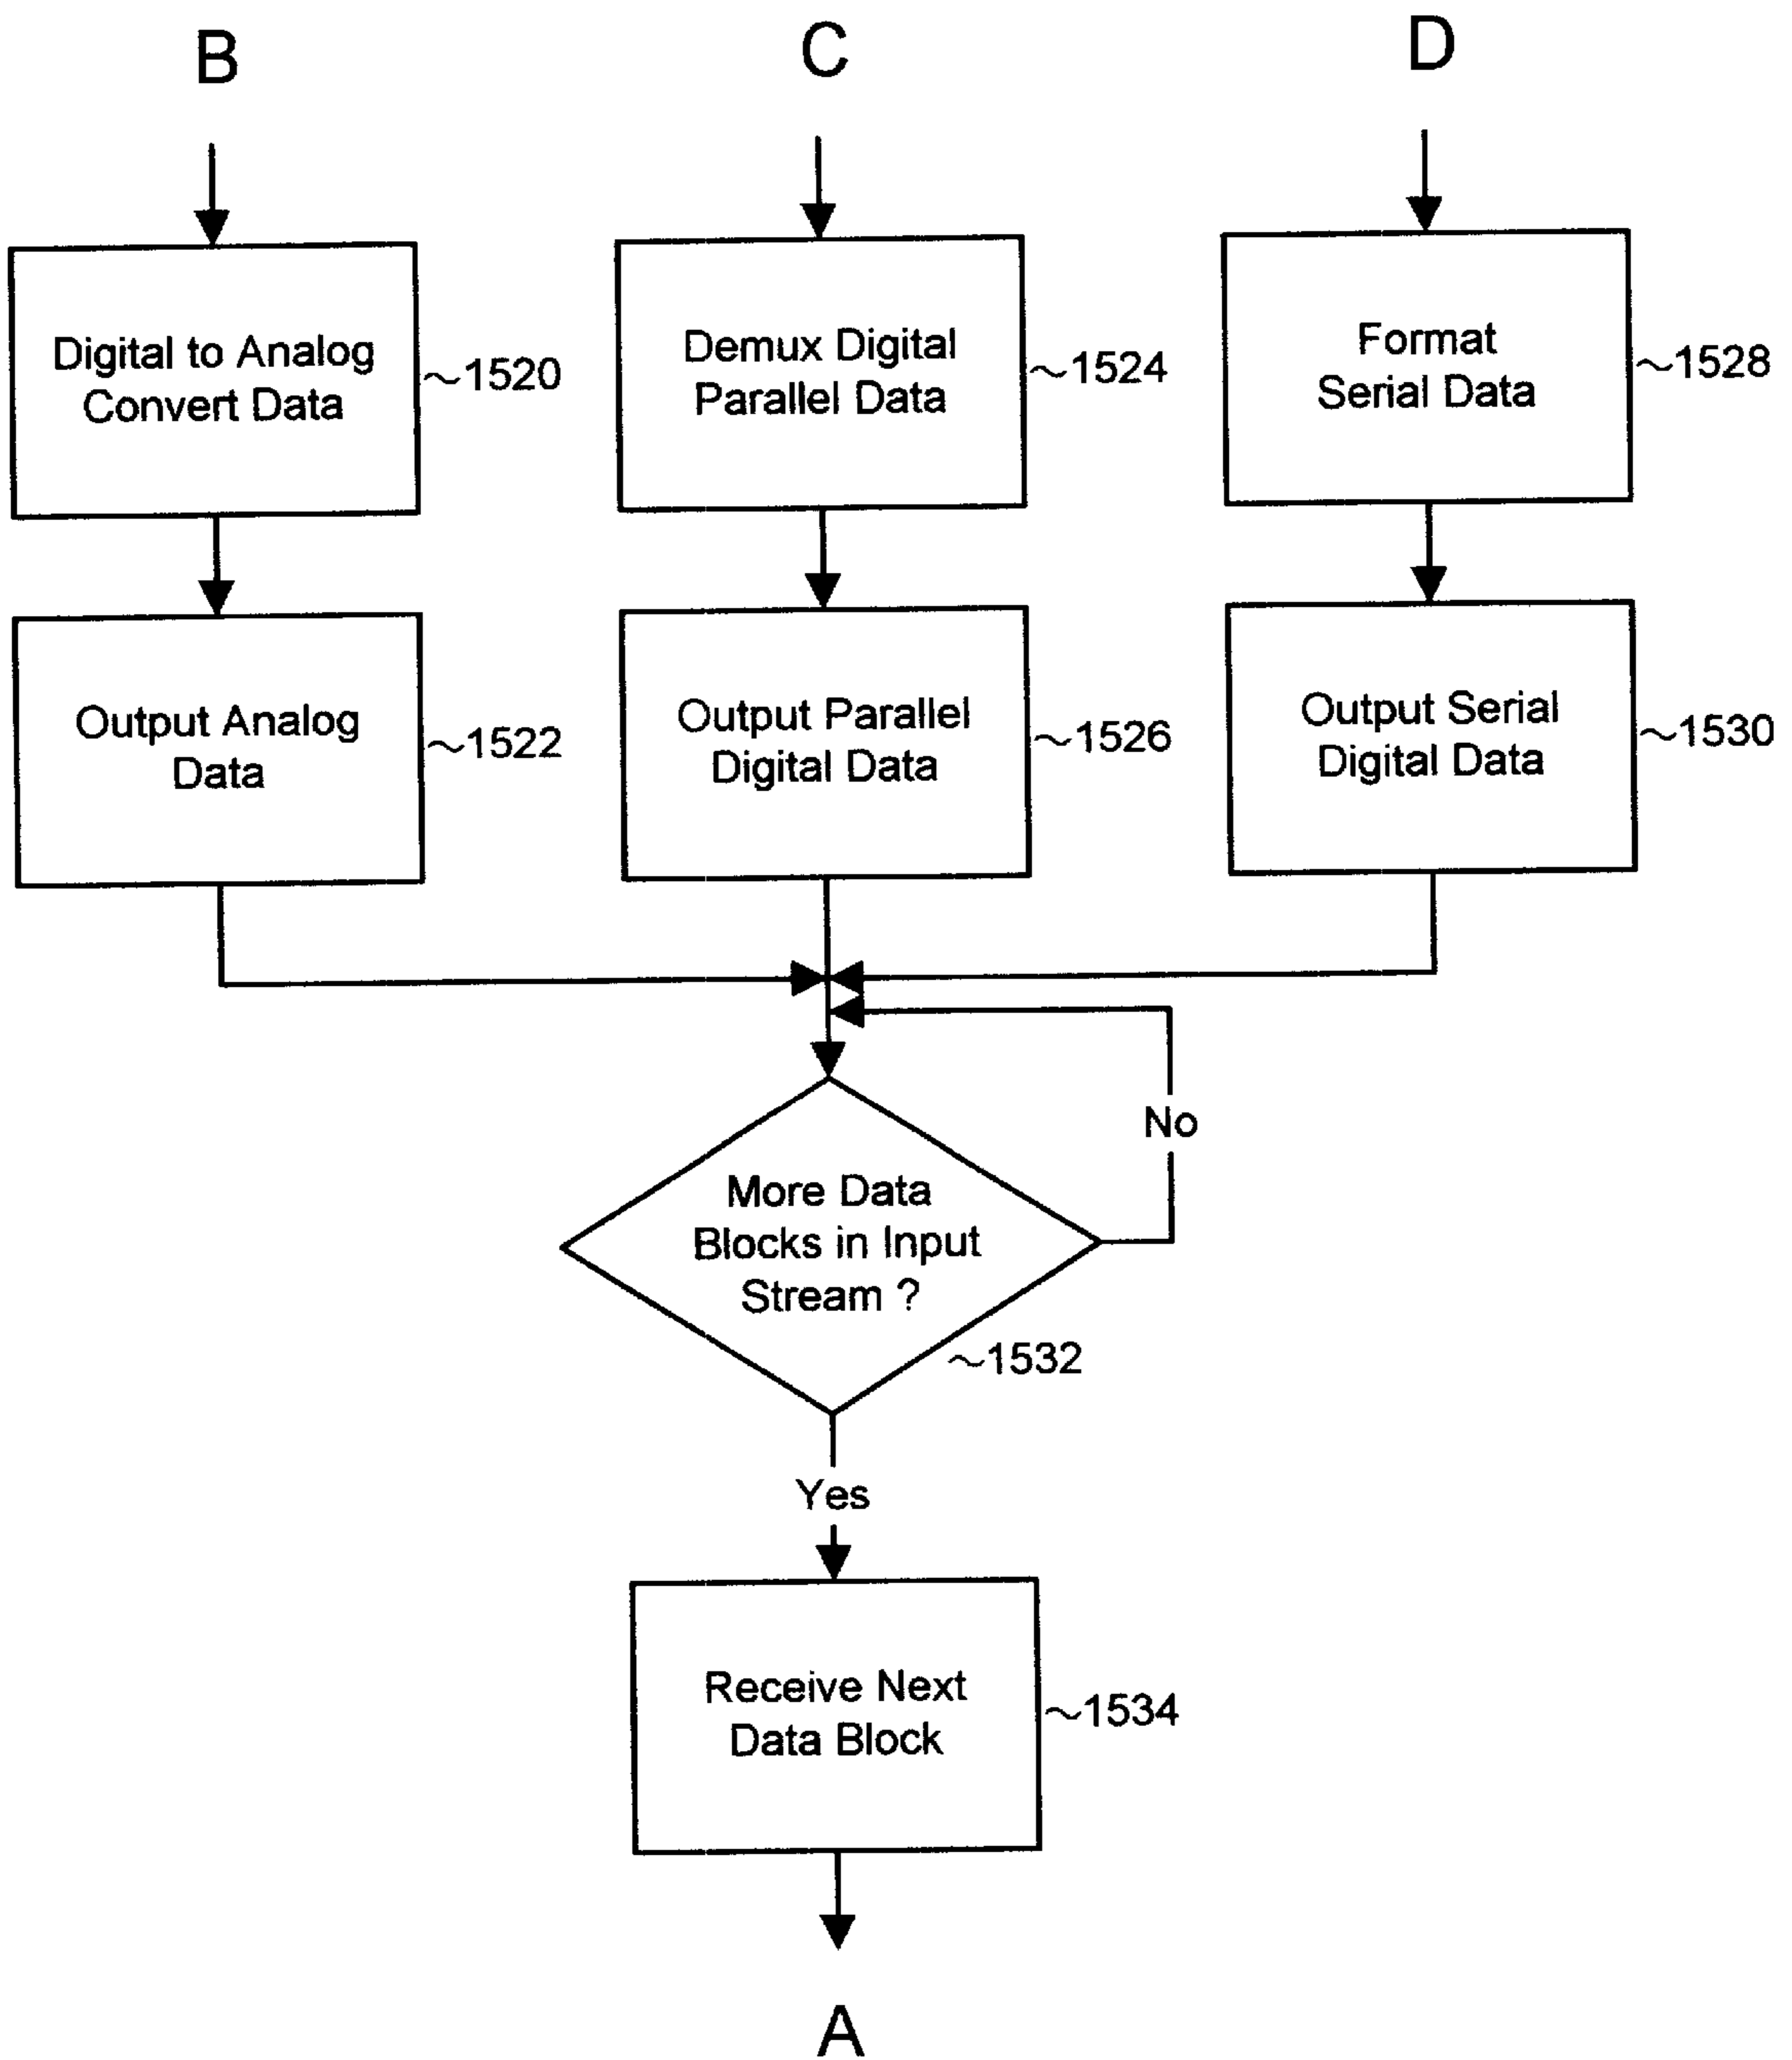 B
C
D
Digital to Analog
Convert Data
~1520
Demux Digital
Parallel Data
~1524
Format
Serial Data
~1528
Output Analog
Data
~1522
Output Parallel
Digital Data
~1526
Output Serial
Digital Data
~1530
No
More Data
Blocks in Input
Stream ?
~1532
Yes
Receive Next
Data Block
~1534
A